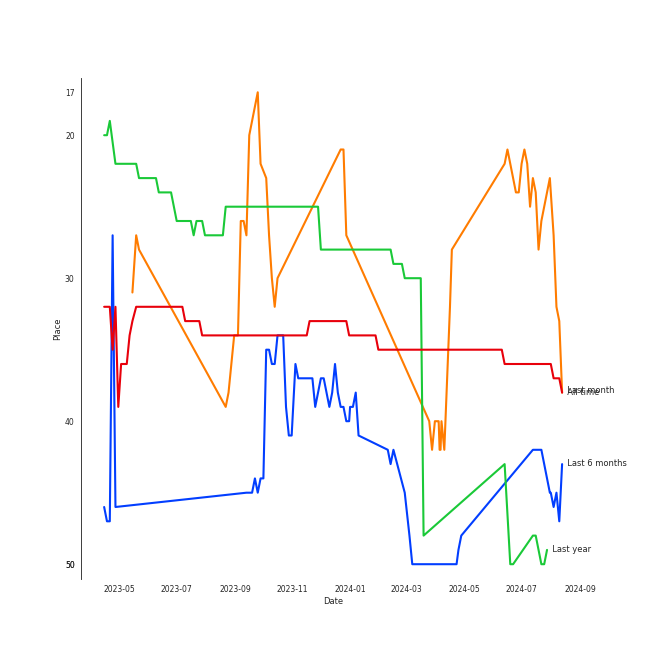 17
20
30
40
50
Place
Last month
All time
Last 6 months
Last year
2023-05
2023-07
2023-09
2023-11
2024-01
2024-03
2024-05
2024-07
2024-09
Date